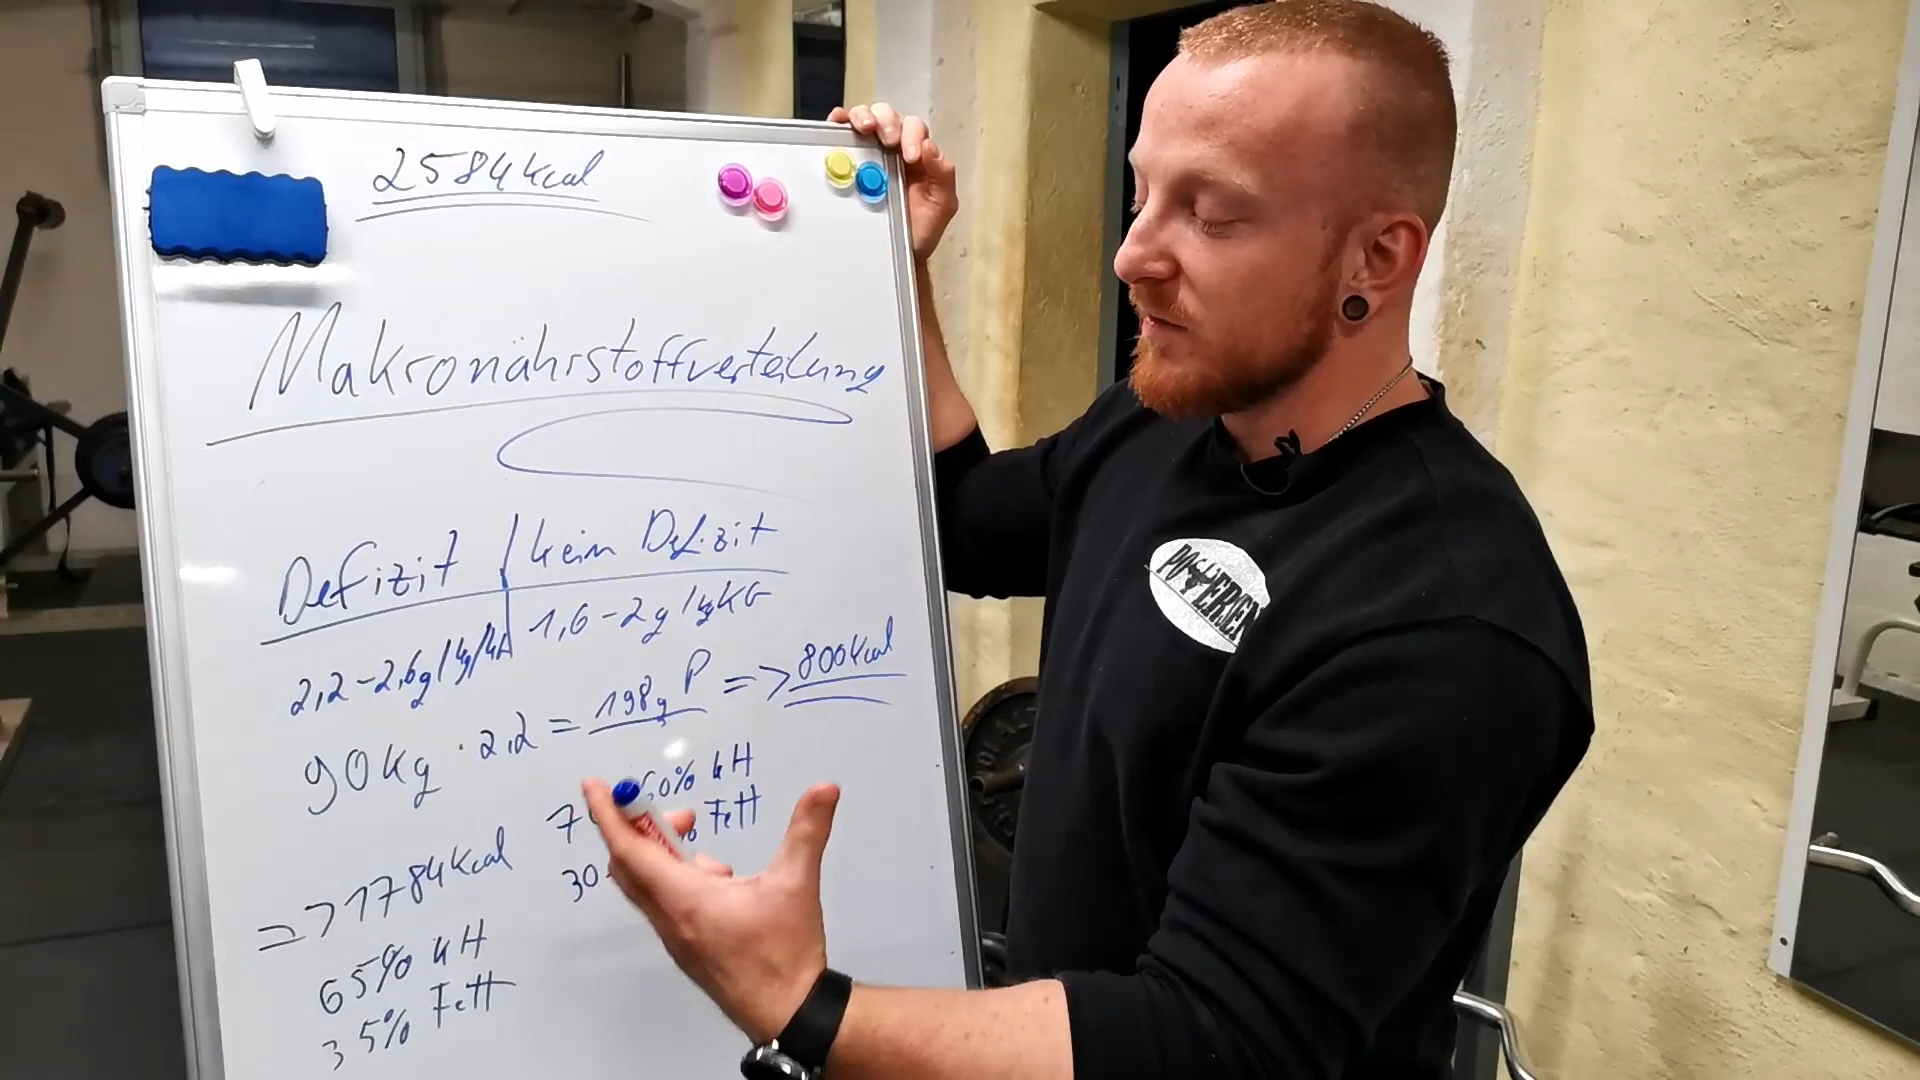 2584kcal
Makronährstoffverteilung
Defizit | kein Defizit
2,2-2,6g/kg/ | 1,6-2g/kgKG
90kg · 2,2 = 198g P => 800kcal
=> 1784kcal
65% kH
35% Fett
60% kH
30 % Fett